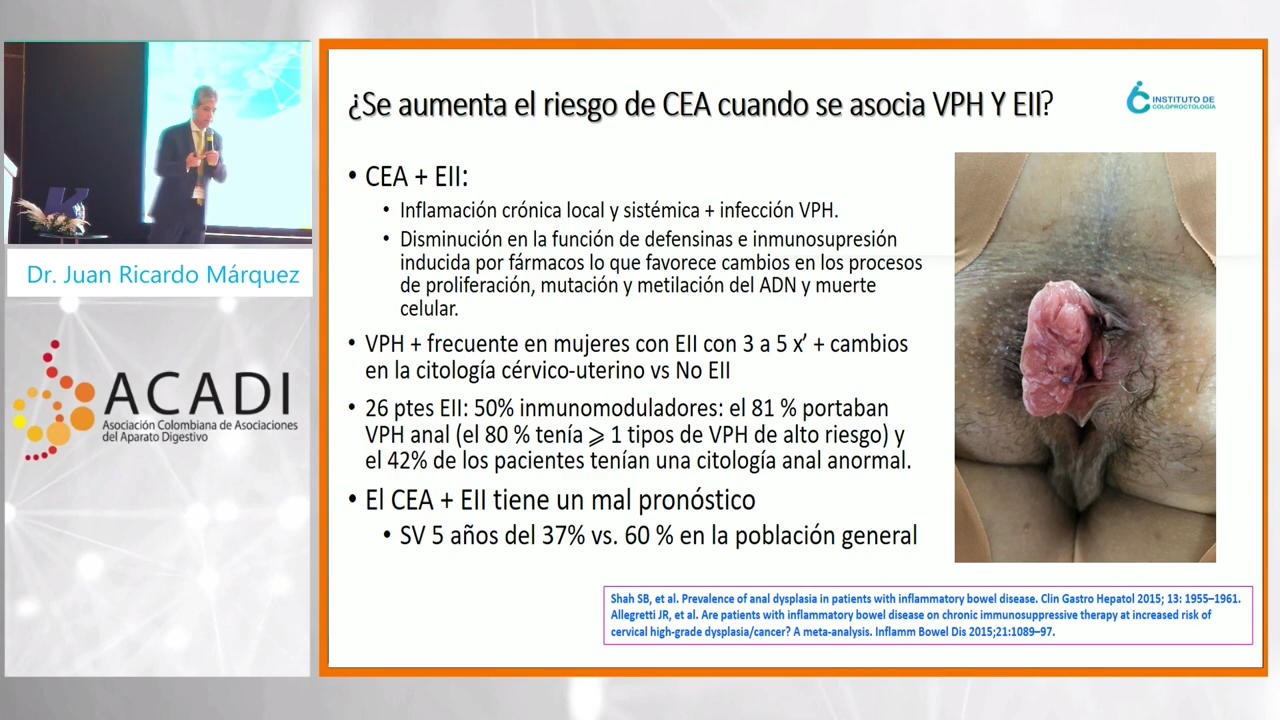 ¿Se aumenta el riesgo de CEA cuando se asocia VPH Y EII?
INSTITUTO DE
COLOPROCTOLOGÍA
• CEA + EII:
• Inflamación crónica local y sistémica + infección VPH.
• Disminución en la función de defensinas e inmunosupresión
inducida por fármacos lo que favorece cambios en los procesos
de proliferación, mutación y metilación del ADN y muerte
celular.
• VPH + frecuente en mujeres con EII con 3 a 5 x’ + cambios
en la citología cérvico-uterino vs No EII
• 26 ptes EII: 50% inmunomoduladores: el 81 % portaban
VPH anal (el 80 % tenía ⩾ 1 tipos de VPH de alto riesgo) y
el 42% de los pacientes tenían una citología anal anormal.
• El CEA + EII tiene un mal pronóstico
• SV 5 años del 37% vs. 60 % en la población general
Shah SB, et al. Prevalence of anal dysplasia in patients with inflammatory bowel disease. Clin Gastro Hepatol 2015; 13: 1955–1961.
Allegretti JR, et al. Are patients with inflammatory bowel disease on chronic immunosuppressive therapy at increased risk of
cervical high-grade dysplasia/cancer? A meta-analysis. Inflamm Bowel Dis 2015;21:1089–97.
Dr. Juan Ricardo Márquez
ACADI
Asociación Colombiana de Asociaciones
del Aparato Digestivo